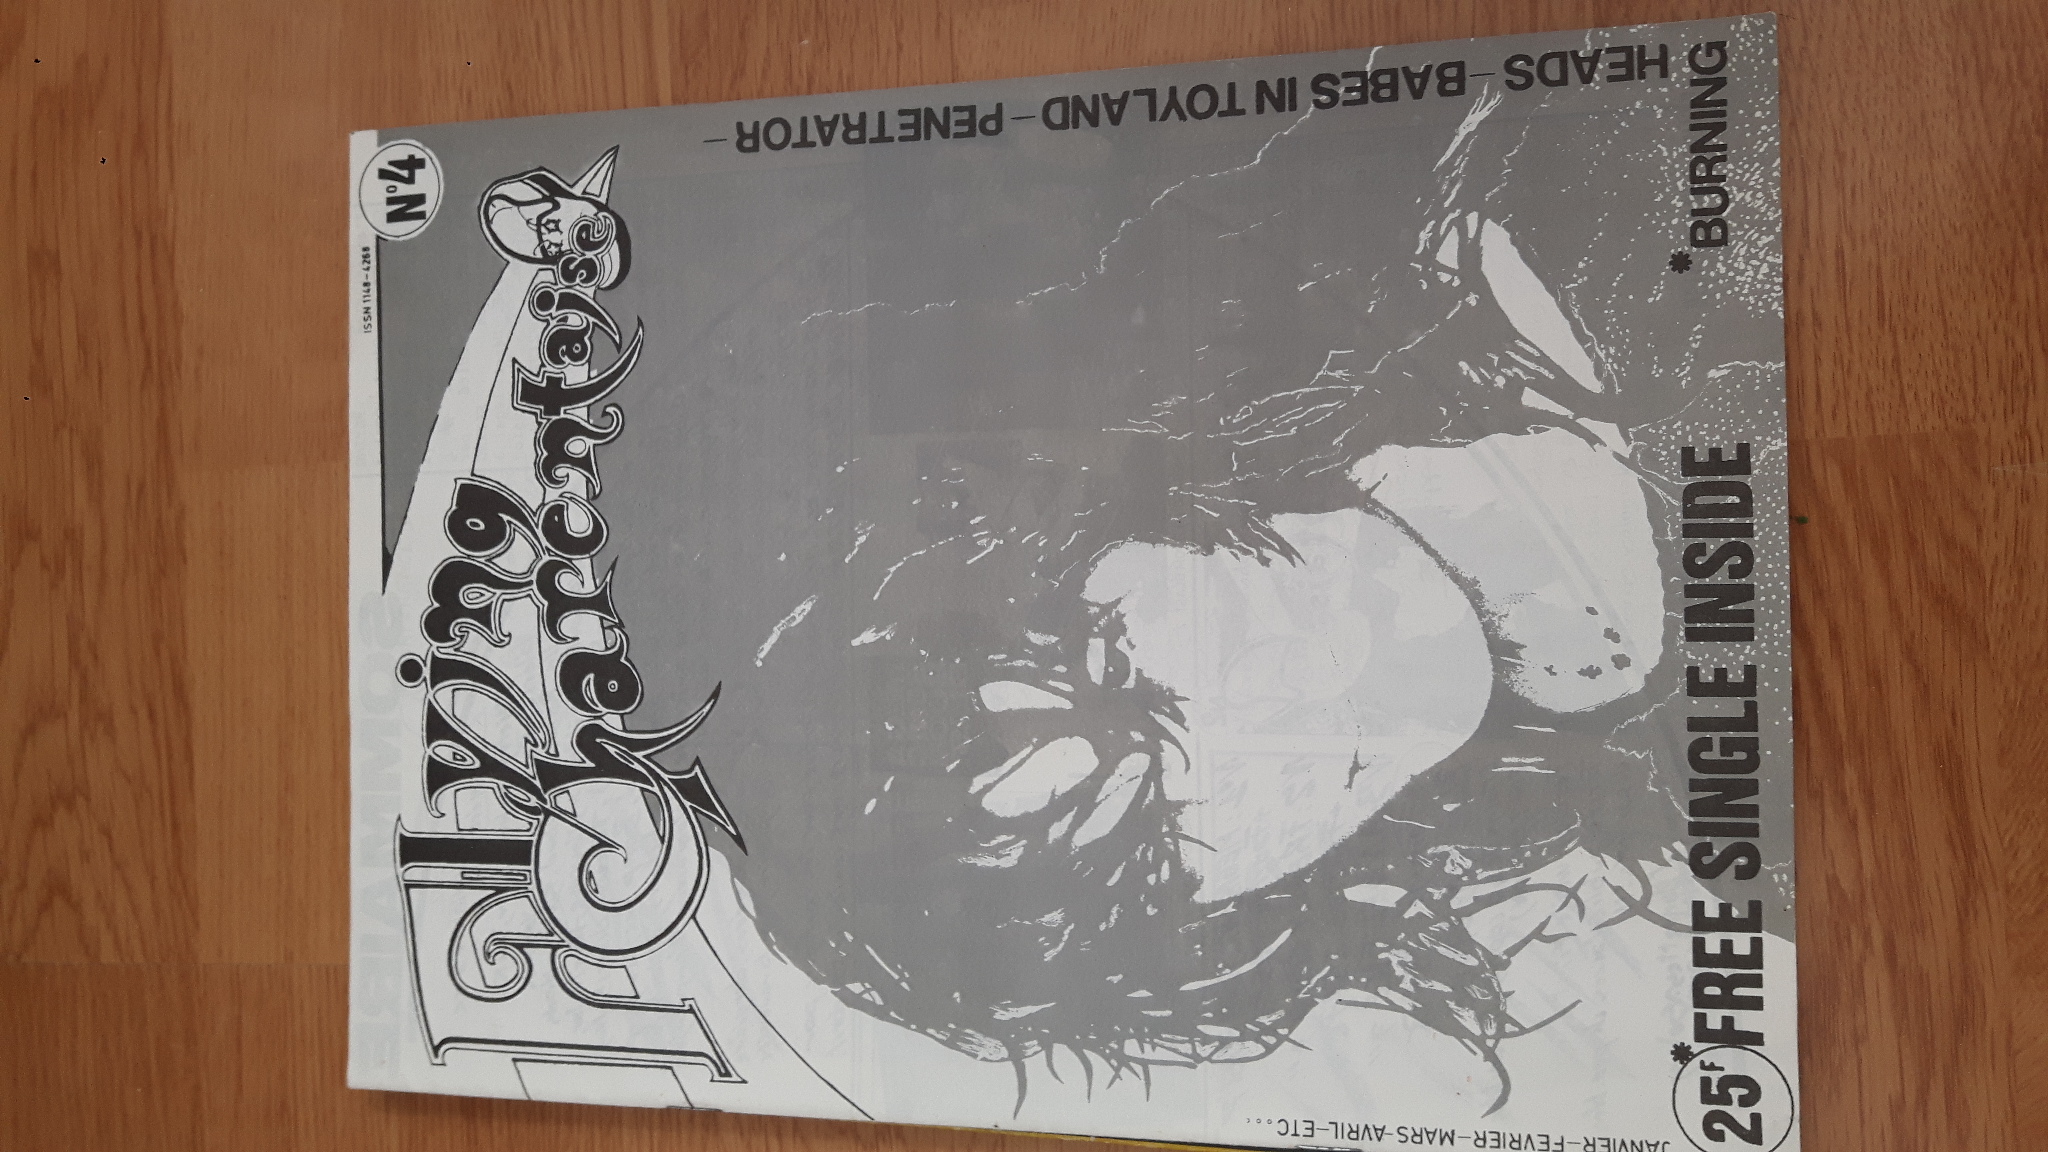 ISSN 1148-4268
N°4
Flying
Charentaise
JANVIER-FEVRIER-MARS-AVRIL-ETC....
25F
*FREE SINGLE INSIDE
*BURNING
HEADS-BABES IN TOYLAND-PENETRATOR-